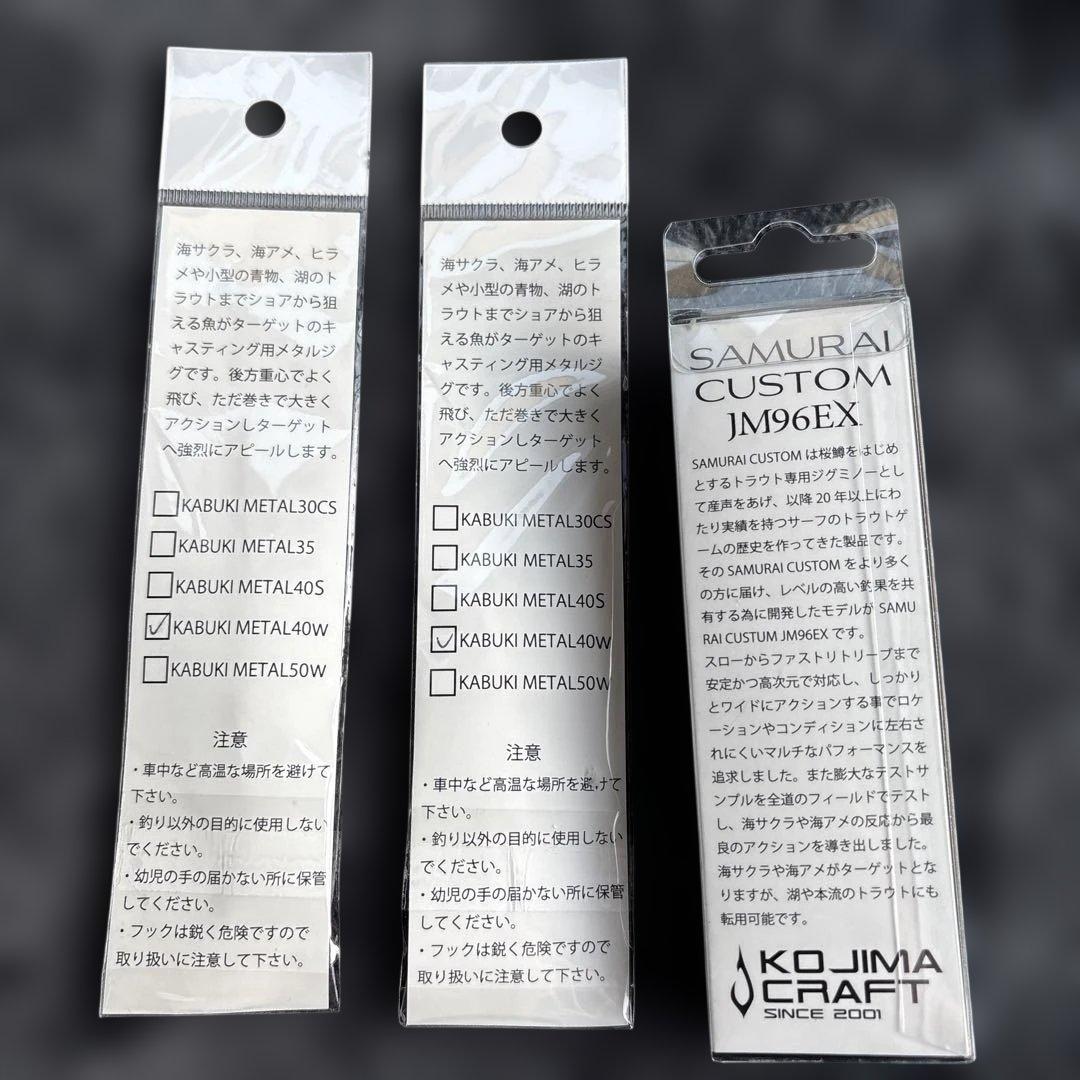 海サクラ、海アメ、ヒラ
メや小型の青物、湖のト
ラウトまでショアから狙
える魚がターゲットのキ
ャスティング用メタルジ
グです。後方重心でよく
飛び、ただ巻きで大きく
アクションしターゲット
へ強烈にアピールします。
KABUKI METAL30CS
KABUKI METAL35
KABUKI METAL40S
KABUKI METAL40W
KABUKI METAL50W
注意
・車中など高温な場所を避けて
下さい。
・釣り以外の目的に使用しない
でください。
・幼児の手の届かない所に保管
してください。
・フックは鋭く危険ですので
取り扱いに注意して下さい。
海サクラ、海アメ、ヒラ
メや小型の青物、湖のト
ラウトまでショアから狙
える魚がターゲットのキ
ャスティング用メタルジ
グです。後方重心でよく
飛び、ただ巻きで大きく
アクションしターゲット
へ強烈にアピールします。
KABUKI METAL30CS
KABUKI METAL35
KABUKI METAL40S
KABUKI METAL40W
KABUKI METAL50W
注意
・車中など高温な場所を避けて
下さい。
・釣り以外の目的に使用しない
でください。
・幼児の手の届かない所に保管
してください。
・フックは鋭く危険ですので
取り扱いに注意して下さい。
SAMURAI
CUSTOM
JM96EX
SAMURAI CUSTOM は桜鱒をはじめ
とするトラウト専用ジグミノーとし
て産声をあげ、以降 20 年以上にわ
たり実績を持つサーフのトラウトゲ
ームの歴史を作ってきた製品です。
その SAMURAI CUSTOM をより多く
の方に届け、レベルの高い釣果を共
有する為に開発したモデルが SAMU
RAI CUSTUM JM96EX です。
スローからファストリトリーブまで
安定かつ高次元で対応し、しっかり
とワイドにアクションする事でロケ
ーションやコンディションに左右さ
れにくいマルチなパフォーマンスを
追求しました。また膨大なテストサ
ンプルを全道のフィールドでテスト
し、海サクラや海アメの反応から最
良のアクションを導き出しました。
海サクラや海アメがターゲットとな
りますが、湖や本流のトラウトにも
転用可能です。
KOJIMA
CRAFT
SINCE 2001